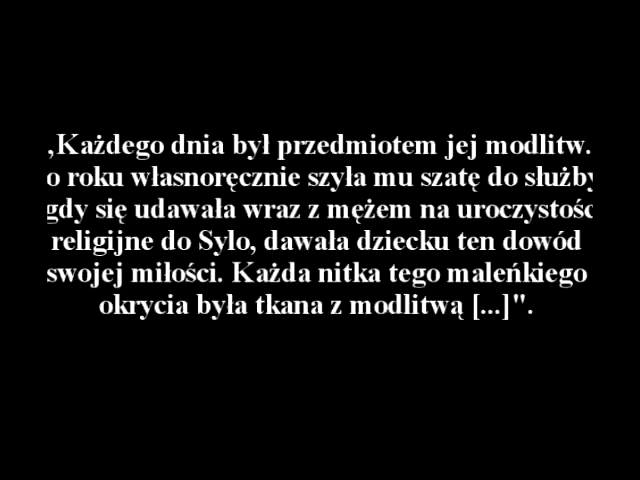 ,Każdego dnia był przedmiotem jej modlitw.
o roku własnoręcznie szyła mu szatę do służby
gdy się udawała wraz z mężem na uroczystośc
religijne do Sylo, dawała dziecku ten dowód
swojej miłości. Każda nitka tego maleńkiego
okrycia była tkana z modlitwą [...]".